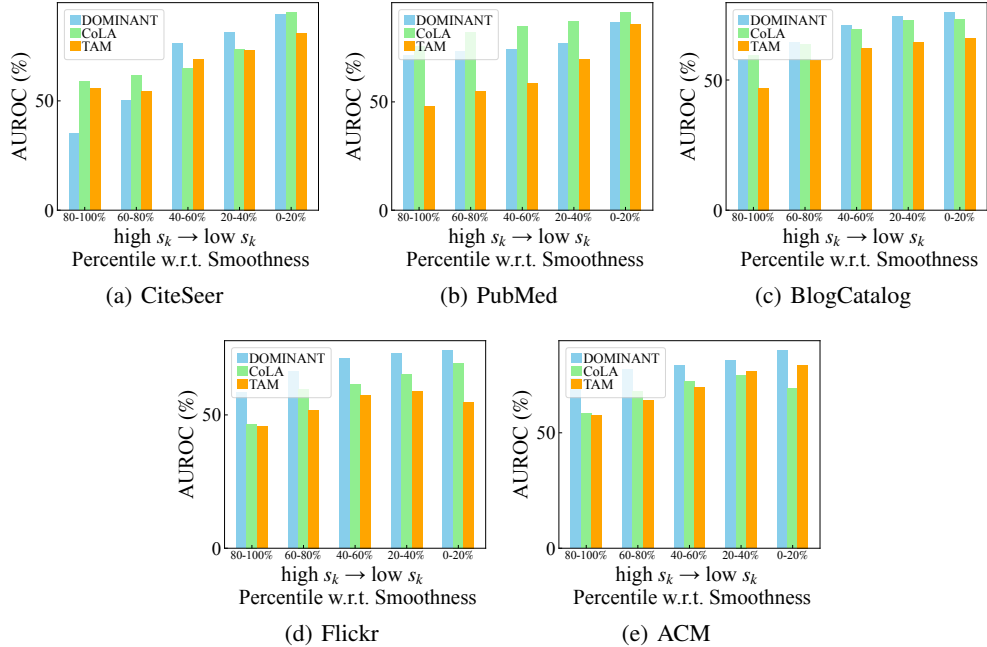 DOMINANT
CoLA
TAM
AUROC (%)
50
0
80-100% 60-80% 40-60% 20-40% 0-20%
high s_k → low s_k
Percentile w.r.t. Smoothness
(a) CiteSeer
DOMINANT
CoLA
TAM
AUROC (%)
50
0
80-100% 60-80% 40-60% 20-40% 0-20%
high s_k → low s_k
Percentile w.r.t. Smoothness
(b) PubMed
DOMINANT
CoLA
TAM
AUROC (%)
50
0
80-100% 60-80% 40-60% 20-40% 0-20%
high s_k → low s_k
Percentile w.r.t. Smoothness
(c) BlogCatalog
DOMINANT
CoLA
TAM
AUROC (%)
50
0
80-100% 60-80% 40-60% 20-40% 0-20%
high s_k → low s_k
Percentile w.r.t. Smoothness
(d) Flickr
DOMINANT
CoLA
TAM
AUROC (%)
50
0
80-100% 60-80% 40-60% 20-40% 0-20%
high s_k → low s_k
Percentile w.r.t. Smoothness
(e) ACM